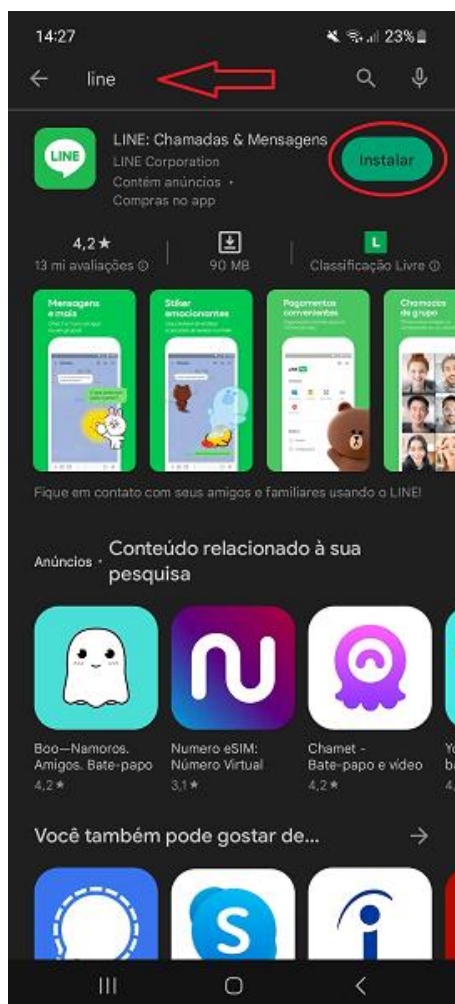 14:27
23%
line
LINE
LINE: Chamadas & Mensagens
LINE Corporation
Contém anúncios •
Compras no app
Instalar
4,2★
13 mi avaliações
90 MB
L
Classificação Livre
Mensagens
e mais
Stiker
emocionantes
Pagamentos
convenientes
Chamadas
de grupo
Fique em contato com seus amigos e familiares usando o LINE!
Anúncios · Conteúdo relacionado à sua
pesquisa
Boo—Namoros.
Amigos. Bate-papo
4,2★
Numero eSIM:
Número Virtual
3,1★
Chamet -
Bate-papo e vídeo
4,2★
Você também pode gostar de...
S